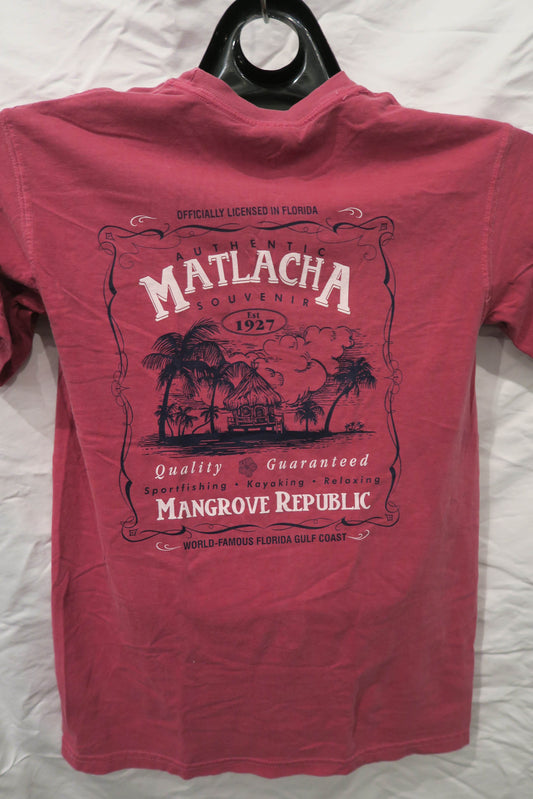 OFFICIALLY LICENSED IN FLORIDA
AUTHENTIC
MATLACHA
SOUVENIR
Est
1927
Quality Guaranteed
Sportfishing • Kayaking • Relaxing
MANGROVE REPUBLIC
WORLD-FAMOUS FLORIDA GULF COAST